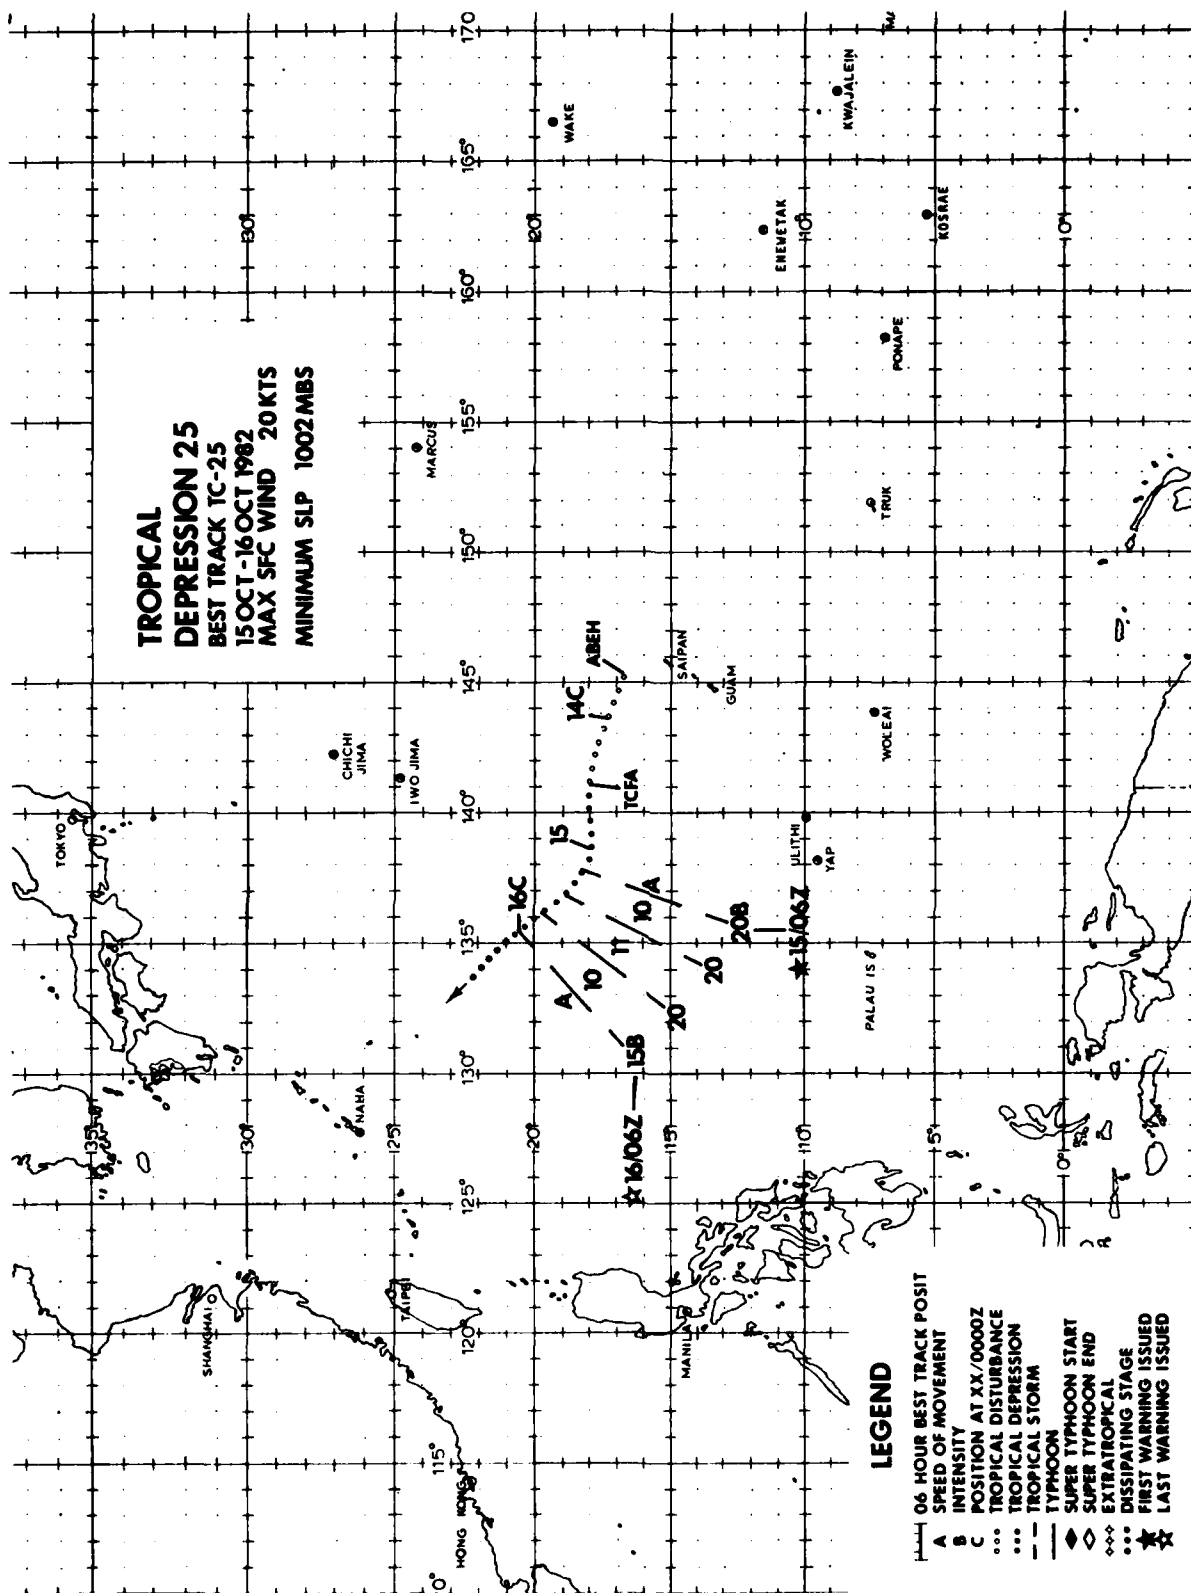 TROPICAL
DEPRESSION 25
BEST TRACK TC-25
15 OCT - 16 OCT 1982
MAX SFC WIND 20 KTS
MINIMUM SLP 1002 MBS
115°
120°
125°
130°
135°
140°
145°
150°
155°
160°
165°
170
35°
30°
130°
25°
20°
120°
15°
10°
110°
5°
0°
10°
SHANGHAI
HONG KONG
TAIPEI
NAHA
TOKYO
CHICHI
JIMA
IWO JIMA
MARCUS
WAKE
MANILA
PALAU IS
ULITHI
YAP
WOLEAI
GUAM
SAIPAN
TRUK
PONAPE
ENEWETAK
KOSRAE
KWAJALEIN
ABEH
14C
TCFA
15
16C
A
10
11
10
A
☆16/06Z
15B
20
20
20B
★15/06Z
LEGEND
06 HOUR BEST TRACK POSIT
A SPEED OF MOVEMENT
B INTENSITY
C POSITION AT XX/0000Z
TROPICAL DISTURBANCE
TROPICAL DEPRESSION
TROPICAL STORM
TYPHOON
SUPER TYPHOON START
SUPER TYPHOON END
EXTRATROPICAL
DISSIPATING STAGE
FIRST WARNING ISSUED
LAST WARNING ISSUED